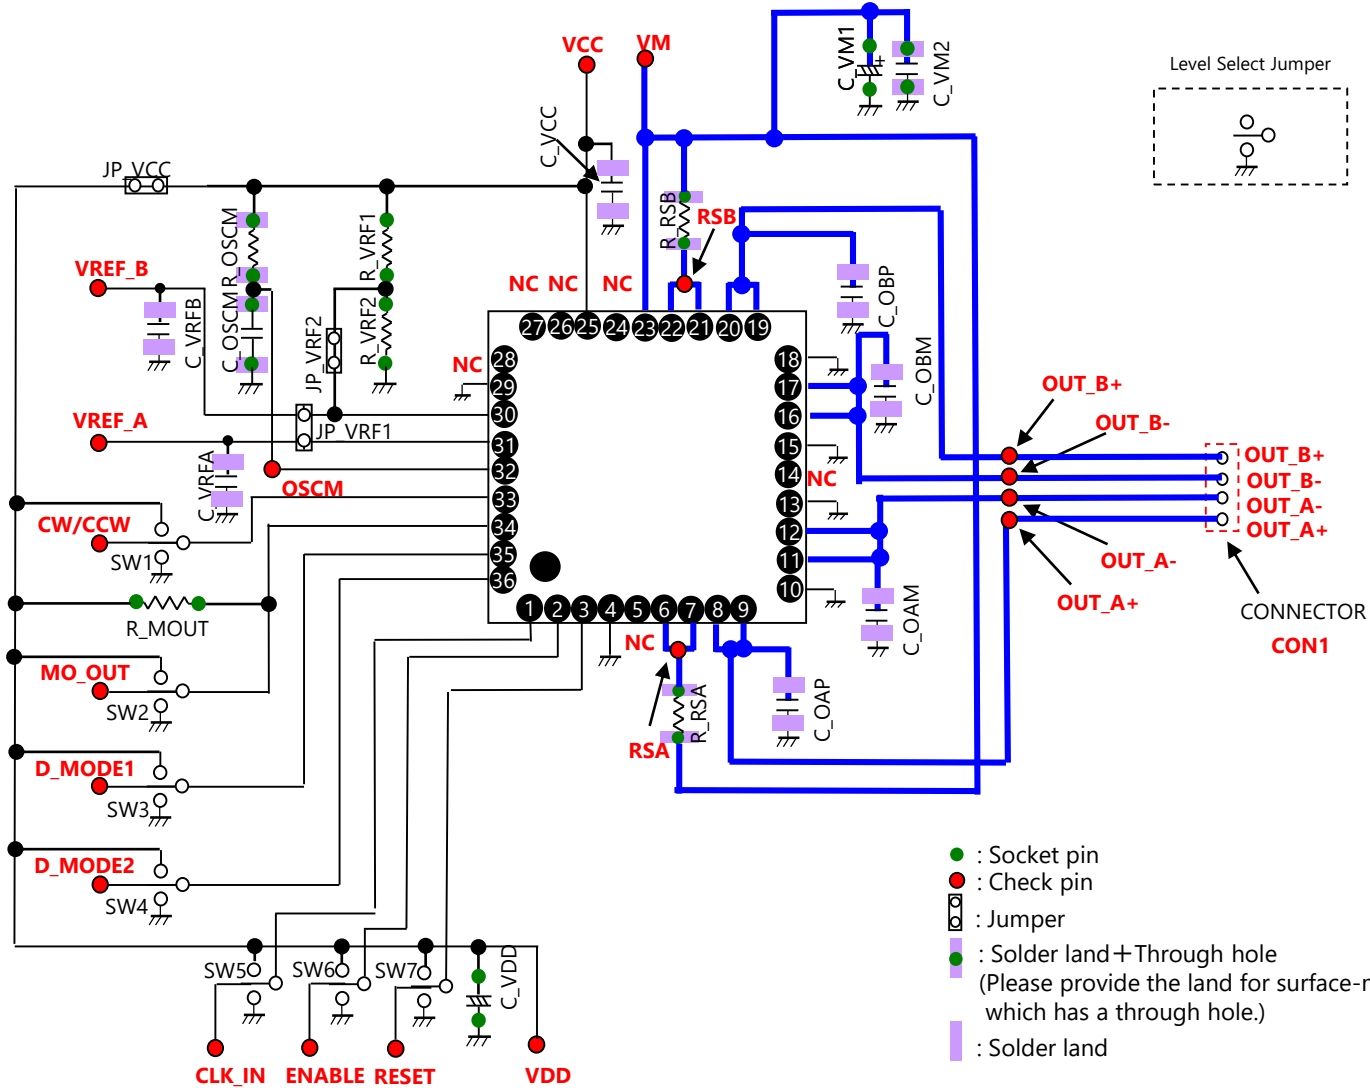 VCC
VM
C_VM1
+
C_VM2
Level Select Jumper
C_VCC
JP_VCC
R_OSCM
R_VRF1
R_RSB
RSB
VREF_B
NC
NC
NC
C_VRFB
C_OSCM
JP_VRF2
R_VRF2
C_OBP
27
26
25
24
23
22
21
20
19
NC
28
29
30
31
32
33
34
35
36
18
17
16
15
14
13
12
11
10
C_OBM
VREF_A
JP_VRF1
C_VRFA
OSCM
NC
OUT_B+
OUT_B-
OUT_B+
OUT_B-
OUT_A-
OUT_A+
OUT_A-
OUT_A+
CONNECTOR
CON1
CW/CCW
SW1
R_MOUT
1
2
3
4
5
6
7
8
9
NC
C_OAM
MO_OUT
SW2
R_RSA
C_OAP
RSA
D_MODE1
SW3
D_MODE2
SW4
SW5
SW6
SW7
C_VDD
CLK_IN
ENABLE
RESET
VDD
: Socket pin
: Check pin
: Jumper
: Solder land＋Through hole
(Please provide the land for surface-
which has a through hole.)
: Solder land